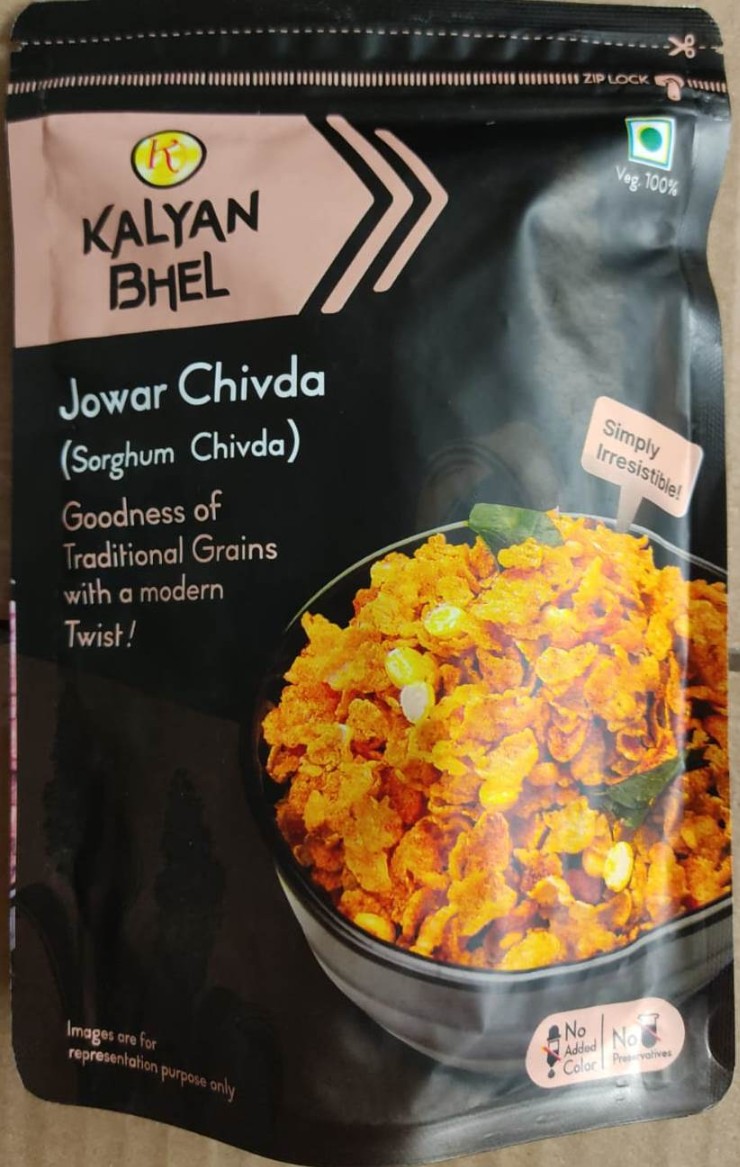 ZIP LOCK
K
KALYAN
BHEL
Veg. 100%
Jowar Chivda
(Sorghum Chivda)
Goodness of
Traditional Grains
with a modern
Twist!
Simply
Irresistible!
Images are for
representation purpose only
No
Added
Color
No
Preservatives